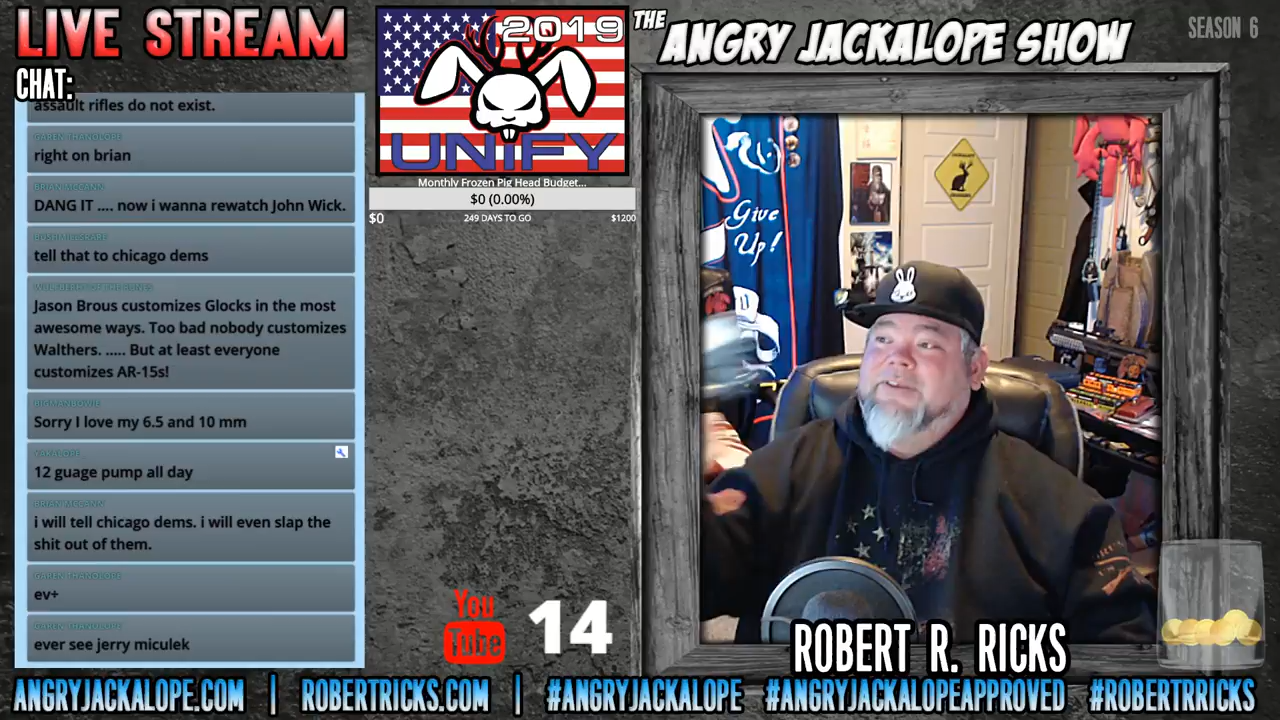 LIVE STREAM
CHAT:
assault rifles do not exist.
right on brian
BRIAN MCCANN
DANG IT .... now i wanna rewatch John Wick.
tell that to chicago dems
Jason Brous customizes Glocks in the most
awesome ways. Too bad nobody customizes
Walthers. ..... But at least everyone
customizes AR-15s!
Sorry I love my 6.5 and 10 mm
YAKALOPE
12 guage pump all day
BRIAN MCCANN
i will tell chicago dems. i will even slap the
shit out of them.
ev+
ever see jerry miculek
2019
UNIFY
Monthly Frozen Pig Head Budget...
$0 (0.00%)
$0
249 DAYS TO GO
$1200
You
Tube
14
THE
ANGRY JACKALOPE SHOW
SEASON 6
Give
Up!
ROBERT R. RICKS
ANGRYJACKALOPE.COM | ROBERTRICKS.COM | #ANGRYJACKALOPE #ANGRYJACKALOPEAPPROVED #ROBERTRRICKS